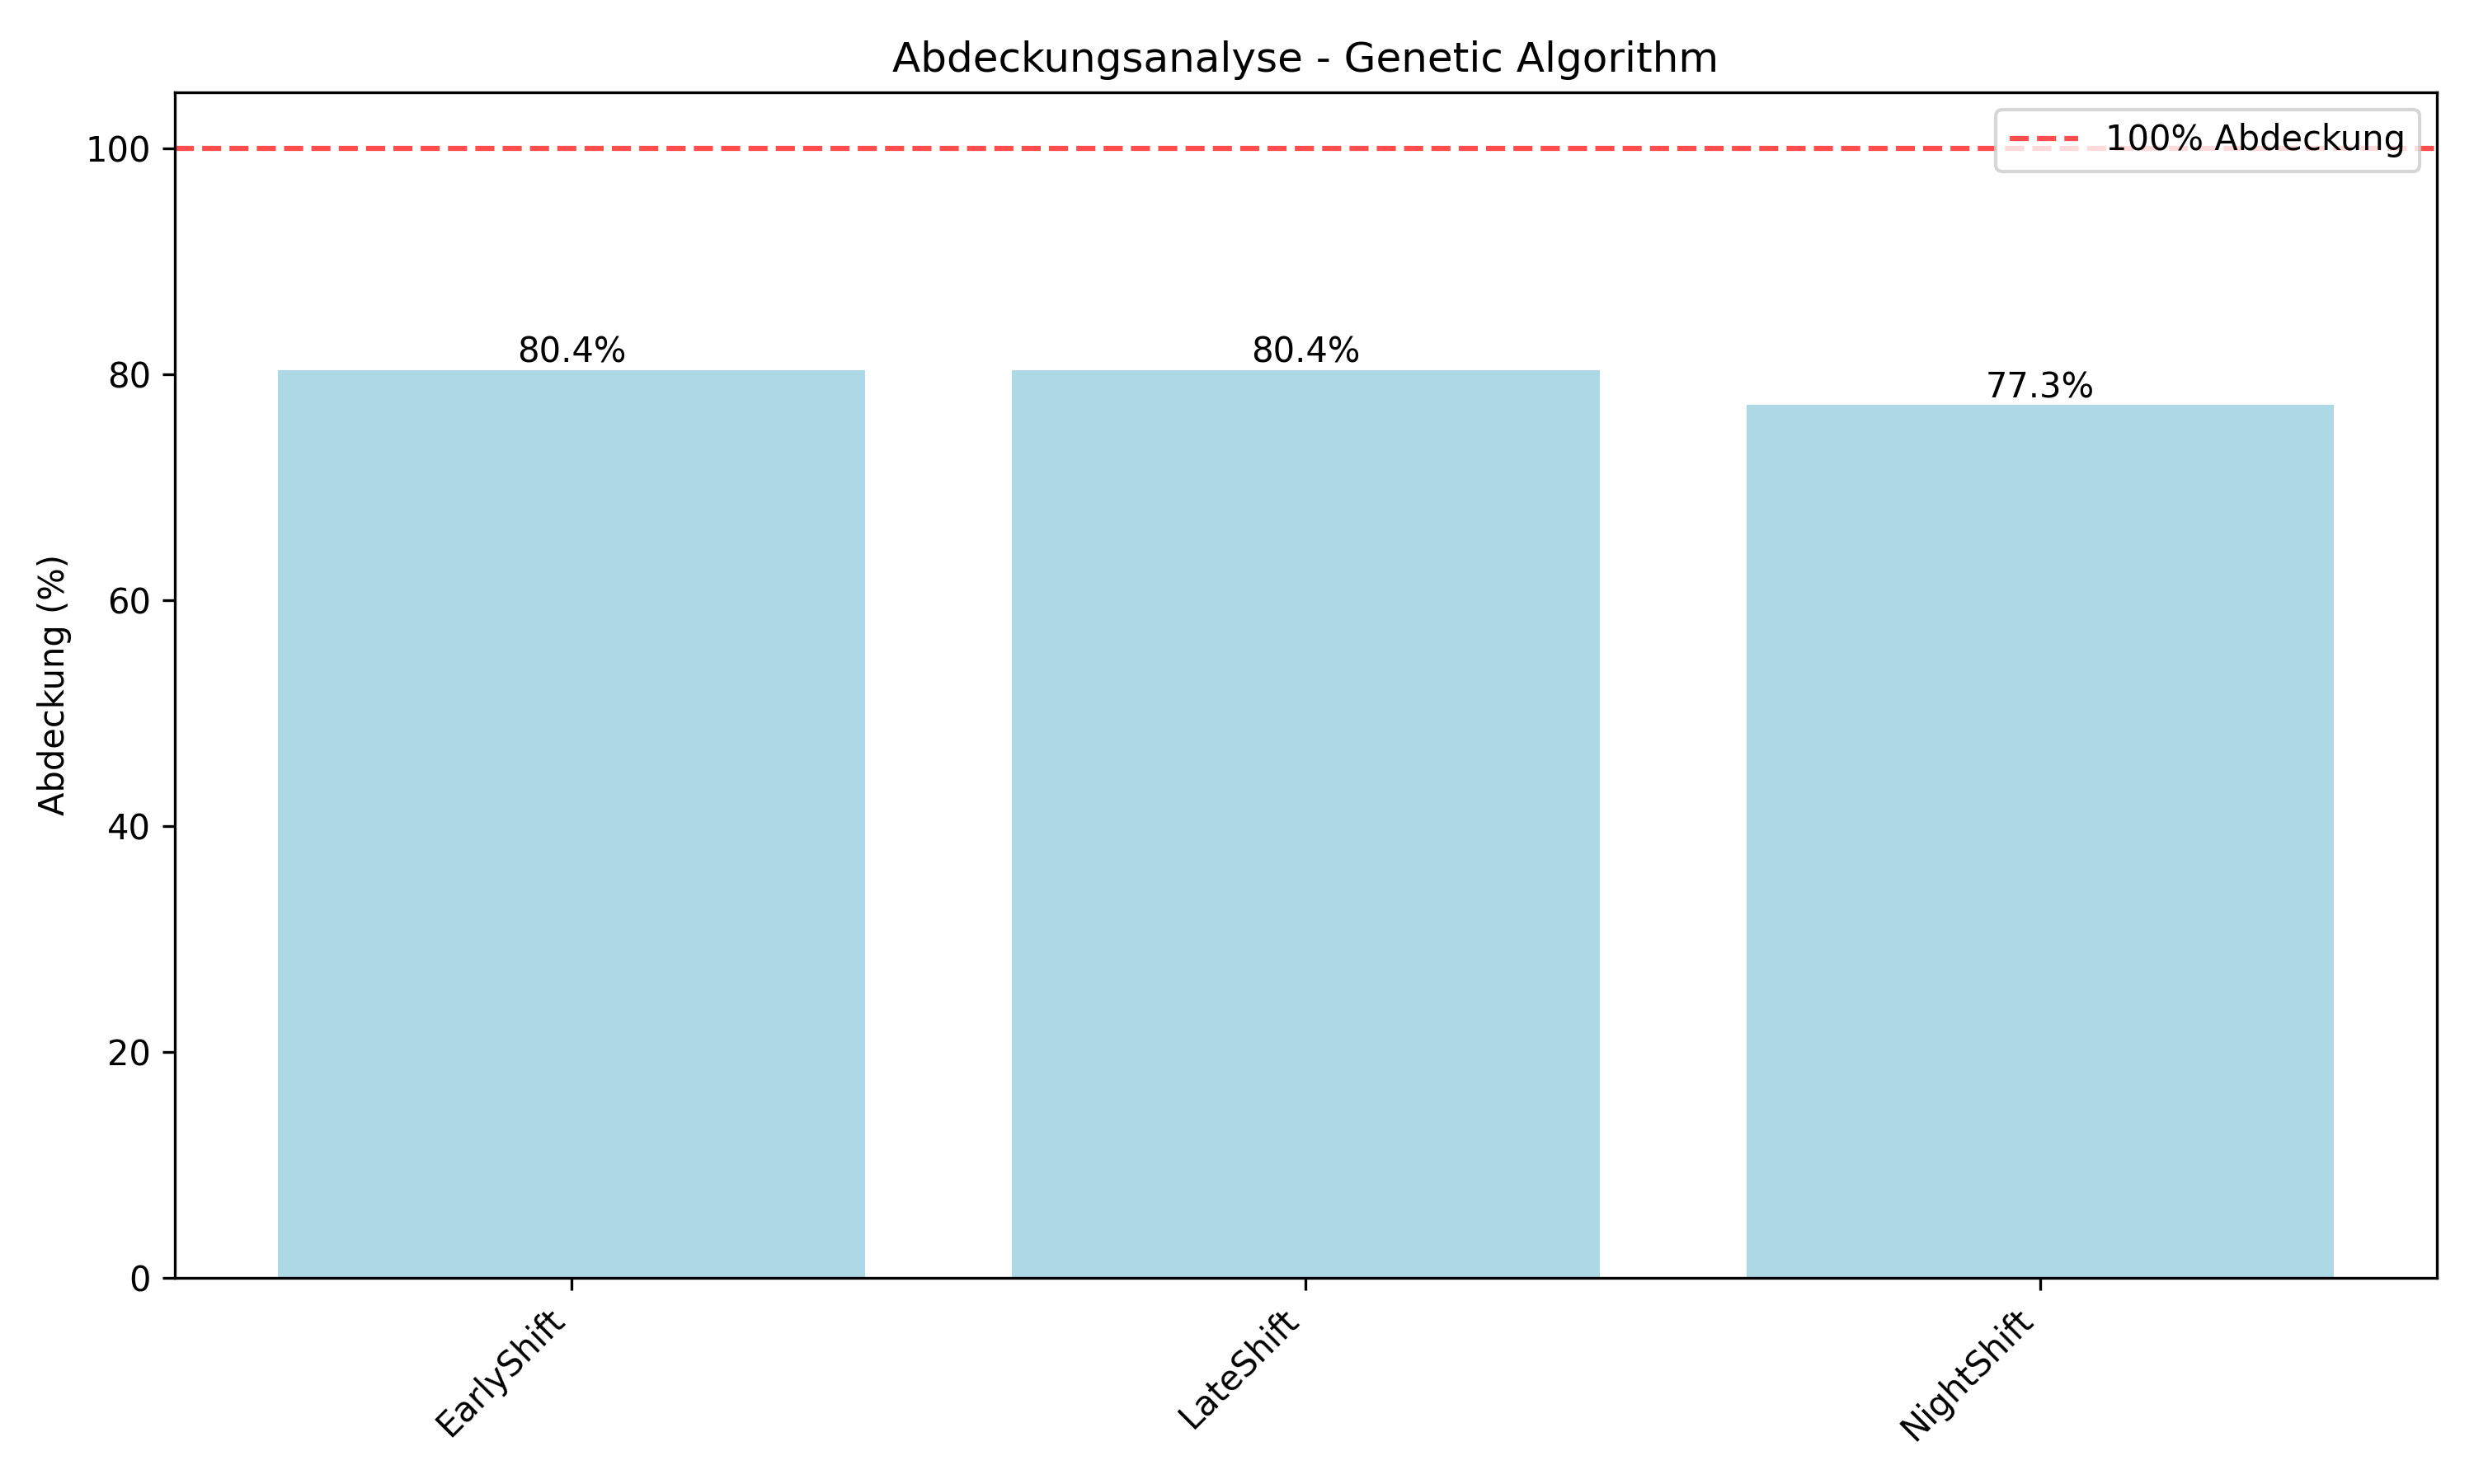 Abdeckungsanalyse - Genetic Algorithm
100% Abdeckung
Abdeckung (%)
100
80
60
40
20
0
80.4%
80.4%
77.3%
EarlyShift
LateShift
NightShift